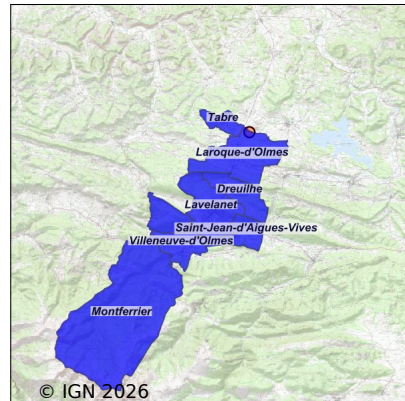 Tabre
Laroque-d'Olmes
Dreuilhe
Lavelanet
Saint-Jean-d'Aigues-Vives
Villeneuve-d'Olmes
Montferrier
© IGN 2026